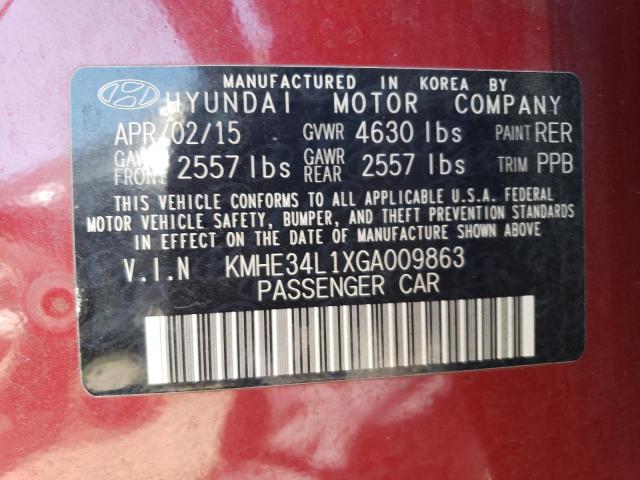 MANUFACTURED IN KOREA BY
HYUNDAI MOTOR COMPANY
APR/02/15 GVWR 4630 lbs PAINT RER
GAWR FRONT 2557 lbs GAWR REAR 2557 lbs TRIM PPB
THIS VEHICLE CONFORMS TO ALL APPLICABLE U.S.A. FEDERAL
MOTOR VEHICLE SAFETY, BUMPER, AND THEFT PREVENTION STANDARDS
IN EFFECT ON THE DATE OF MANUFACTURE SHOWN ABOVE.
V.I.N KMHE34L1XGA009863
PASSENGER CAR